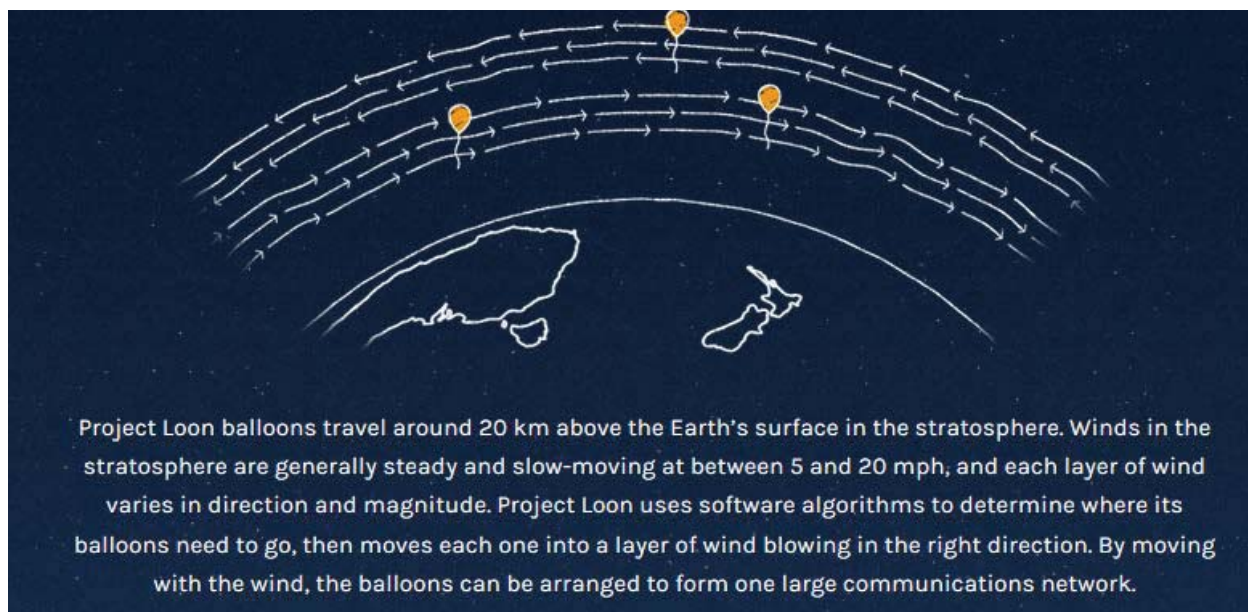 Project Loon balloons travel around 20 km above the Earth’s surface in the stratosphere. Winds in the
stratosphere are generally steady and slow-moving at between 5 and 20 mph, and each layer of wind
varies in direction and magnitude. Project Loon uses software algorithms to determine where its
balloons need to go, then moves each one into a layer of wind blowing in the right direction. By moving
with the wind, the balloons can be arranged to form one large communications network.